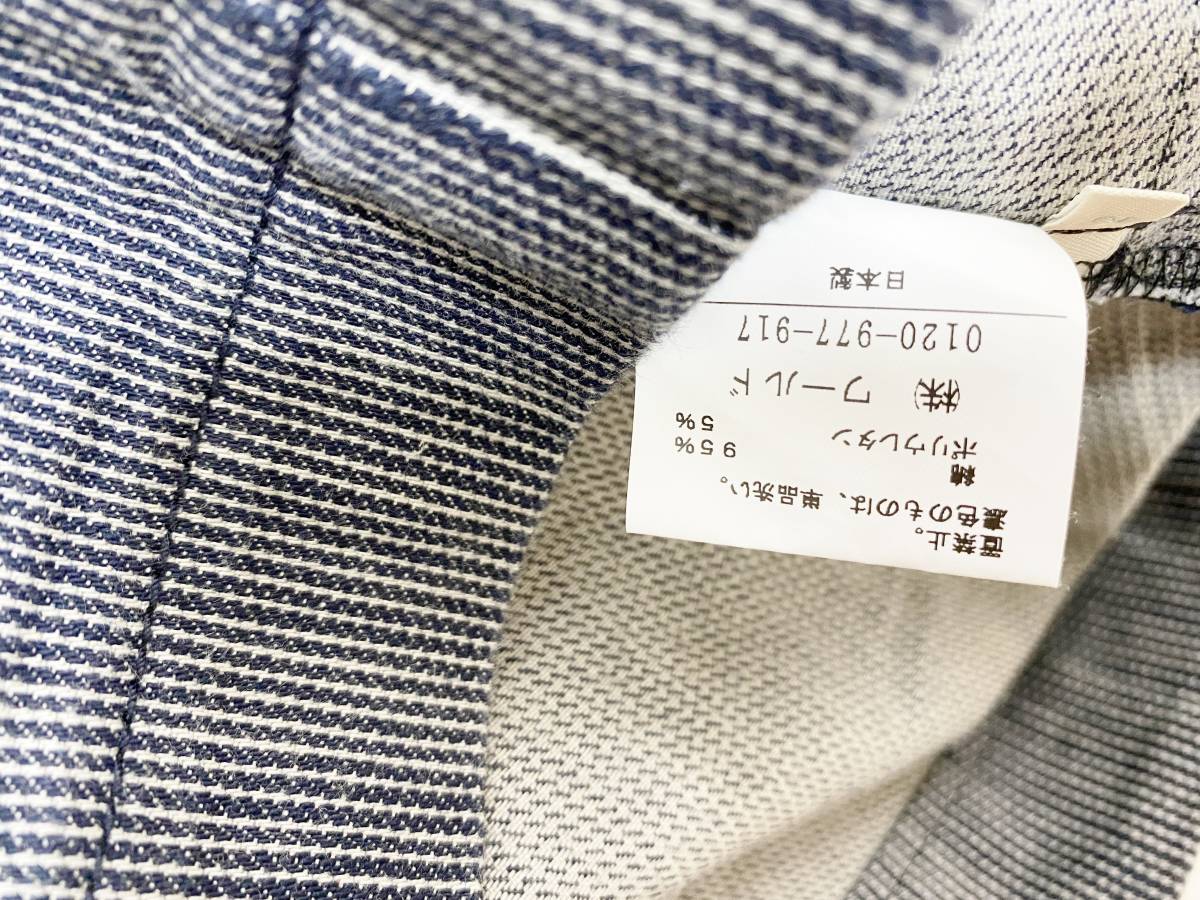 直禁止。
濃色のものは、単品洗い。
綿 95%
ポリウレタン 5%
㈱ ワールド
0120-977-917
日本製